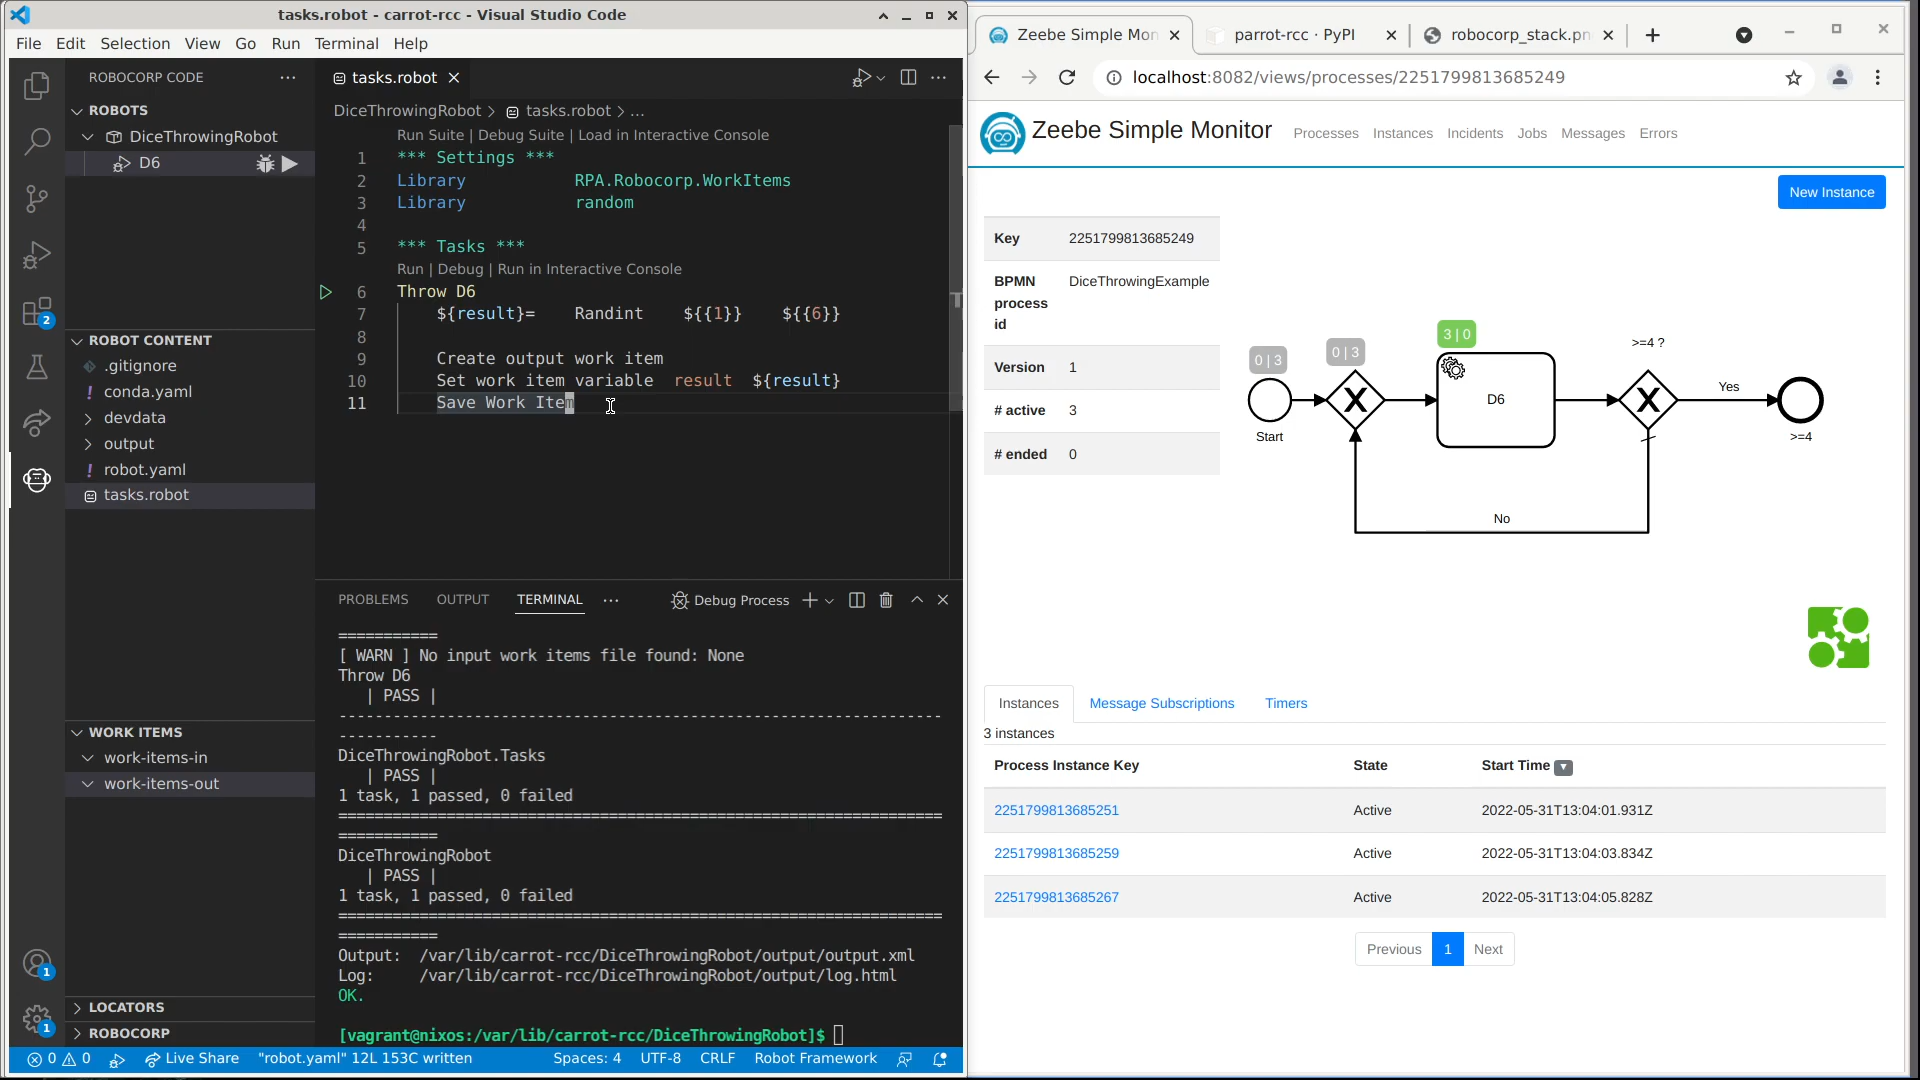 tasks.robot - carrot-rcc - Visual Studio Code
File Edit Selection View Go Run Terminal Help
ROBOCORP CODE
ROBOTS
DiceThrowingRobot
D6
2
ROBOT CONTENT
.gitignore
conda.yaml
devdata
output
robot.yaml
tasks.robot
WORK ITEMS
work-items-in
work-items-out
LOCATORS
ROBOCORP
1
1
tasks.robot
DiceThrowingRobot > tasks.robot > ...
Run Suite | Debug Suite | Load in Interactive Console
1 *** Settings ***
2 Library RPA.Robocorp.WorkItems
3 Library random
4
5 *** Tasks ***
Run | Debug | Run in Interactive Console
6 Throw D6
7 ${result}= Randint ${{1}} ${{6}}
8
9 Create output work item
10 Set work item variable result ${result}
11 Save Work Item
PROBLEMS OUTPUT TERMINAL Debug Process
===========
[ WARN ] No input work items file found: None
Throw D6
| PASS |
-------------------------------------------------------------------
-----------
DiceThrowingRobot.Tasks
| PASS |
1 task, 1 passed, 0 failed
===================================================================
===========
DiceThrowingRobot
| PASS |
1 task, 1 passed, 0 failed
===================================================================
===========
Output: /var/lib/carrot-rcc/DiceThrowingRobot/output/output.xml
Log: /var/lib/carrot-rcc/DiceThrowingRobot/output/log.html
OK.
[vagrant@nixos:/var/lib/carrot-rcc/DiceThrowingRobot]$
0 0 Live Share "robot.yaml" 12L 153C written Spaces: 4 UTF-8 CRLF Robot Framework
Zeebe Simple Mon parrot-rcc · PyPI robocorp_stack.pn
localhost:8082/views/processes/2251799813685249
Zeebe Simple Monitor Processes Instances Incidents Jobs Messages Errors
New Instance
Key 2251799813685249
BPMN process id DiceThrowingExample
Version 1
# active 3
# ended 0
0 | 3
0 | 3
3 | 0
>=4 ?
Start
D6
Yes
>=4
No
Instances Message Subscriptions Timers
3 instances
Process Instance Key State Start Time
2251799813685251 Active 2022-05-31T13:04:01.931Z
2251799813685259 Active 2022-05-31T13:04:03.834Z
2251799813685267 Active 2022-05-31T13:04:05.828Z
Previous 1 Next